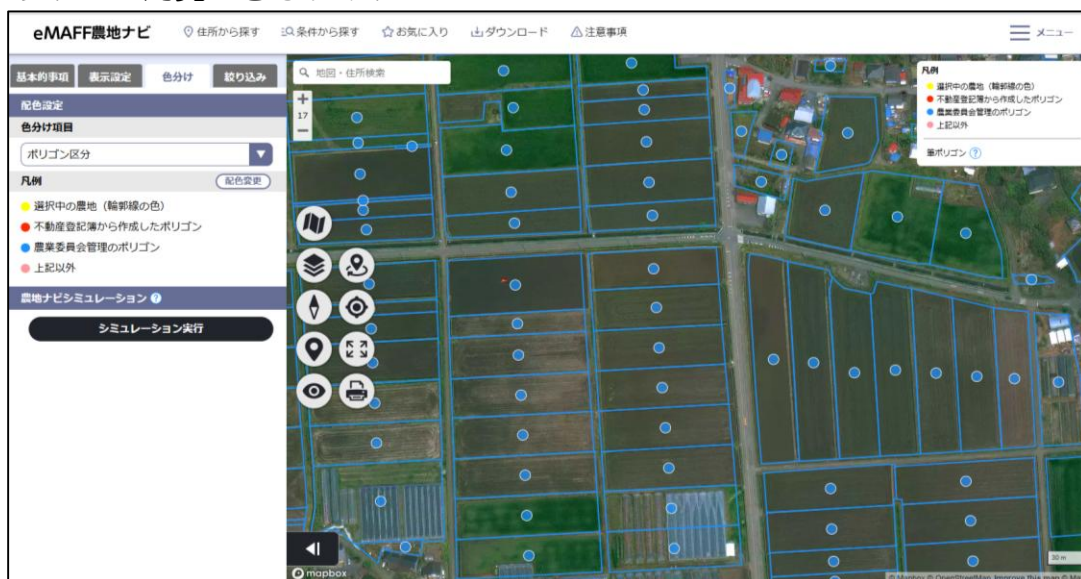 eMAFF農地ナビ
住所から探す
条件から探す
お気に入り
ダウンロード
注意事項
メニュー
基本的事項
表示設定
色分け
絞り込み
配色設定
色分け項目
ポリゴン区分
凡例
配色変更
選択中の農地（輪郭線の色）
不動産登記簿から作成したポリゴン
農業委員会管理のポリゴン
上記以外
農地ナビシミュレーション ?
シミュレーション実行
地図・住所検索
+
17
−
凡例
選択中の農地（輪郭線の色）
不動産登記簿から作成したポリゴン
農業委員会管理のポリゴン
上記以外
筆ポリゴン ?
30 m
mapbox
© Mapbox © OpenStreetMap Improve this map